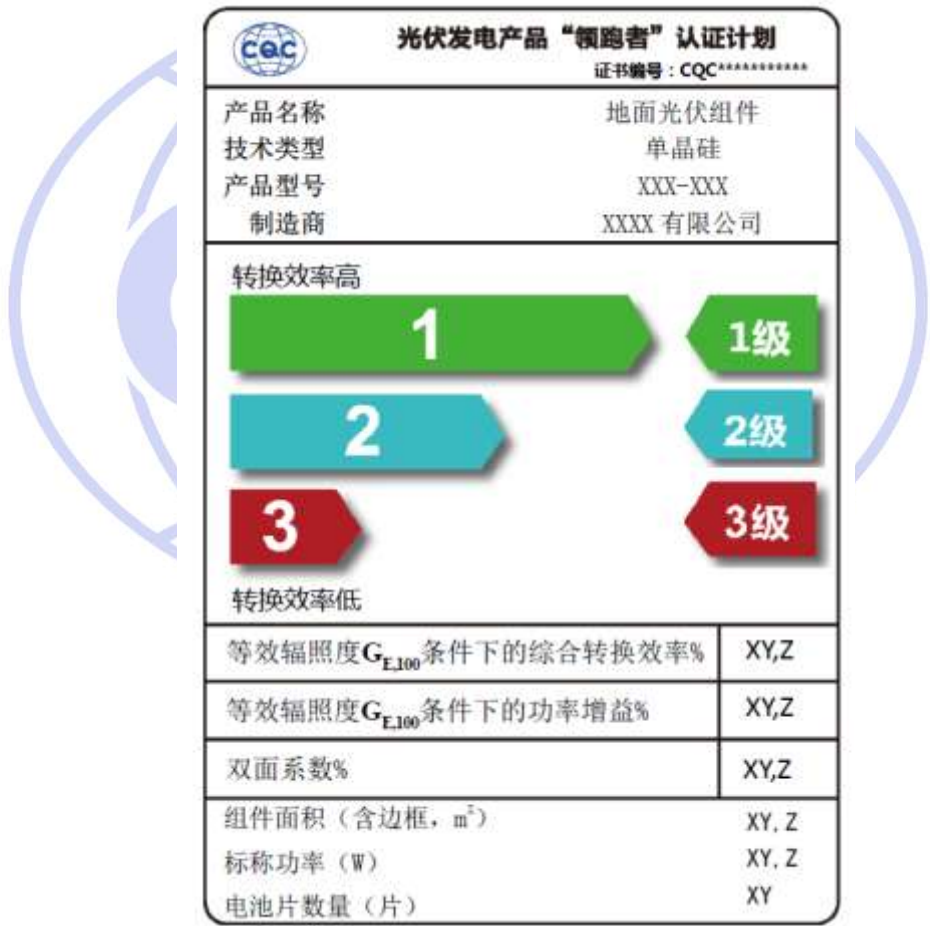 CQC
光伏发电产品“领跑者”认证计划
证书编号：CQC***********
产品名称 地面光伏组件
技术类型 单晶硅
产品型号 XXX-XXX
制造商 XXXX 有限公司
转换效率高
1 1级
2 2级
3 3级
转换效率低
等效辐照度G_E,100条件下的综合转换效率% XY,Z
等效辐照度G_E,100条件下的功率增益% XY,Z
双面系数% XY,Z
组件面积（含边框，m²） XY.Z
标称功率（W） XY.Z
电池片数量（片） XY